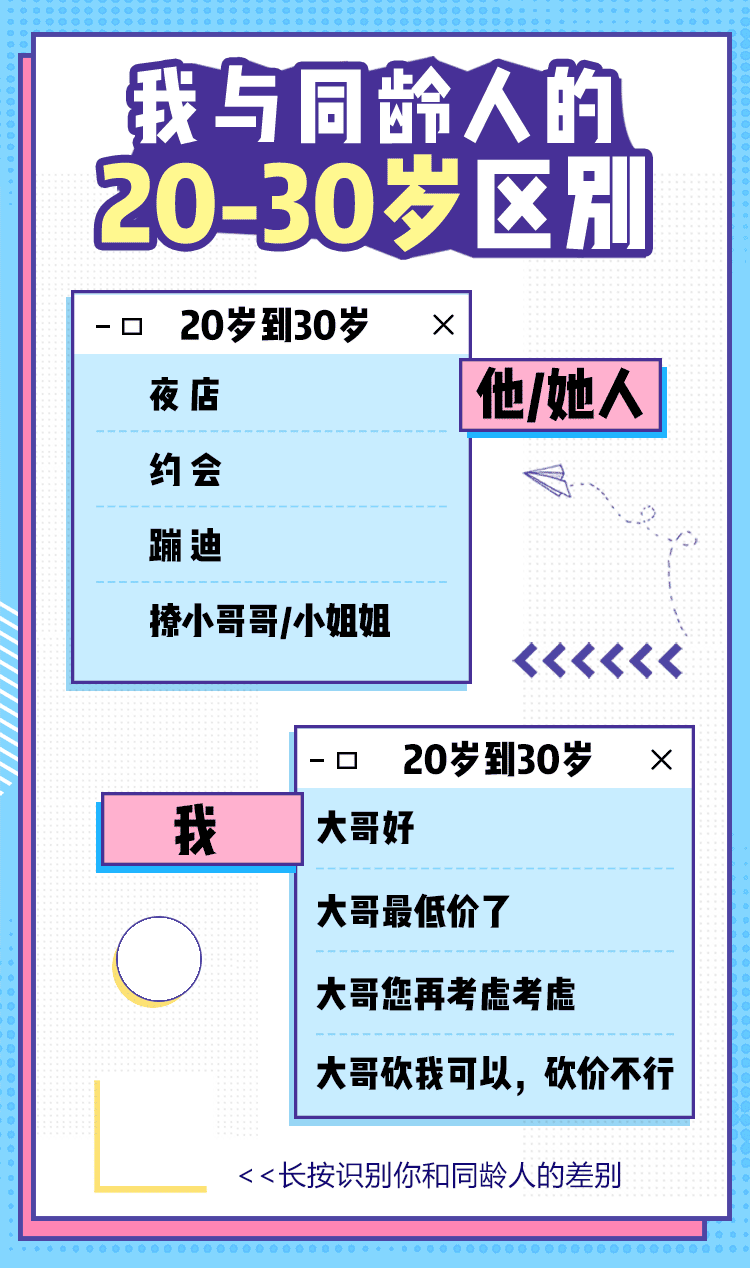 我与同龄人的
20-30岁区别
20岁到30岁
他/她人
夜店
约会
蹦迪
撩小哥哥/小姐姐
20岁到30岁
我
大哥好
大哥最低价了
大哥您再考虑考虑
大哥砍我可以，砍价不行
<<长按识别你和同龄人的差别